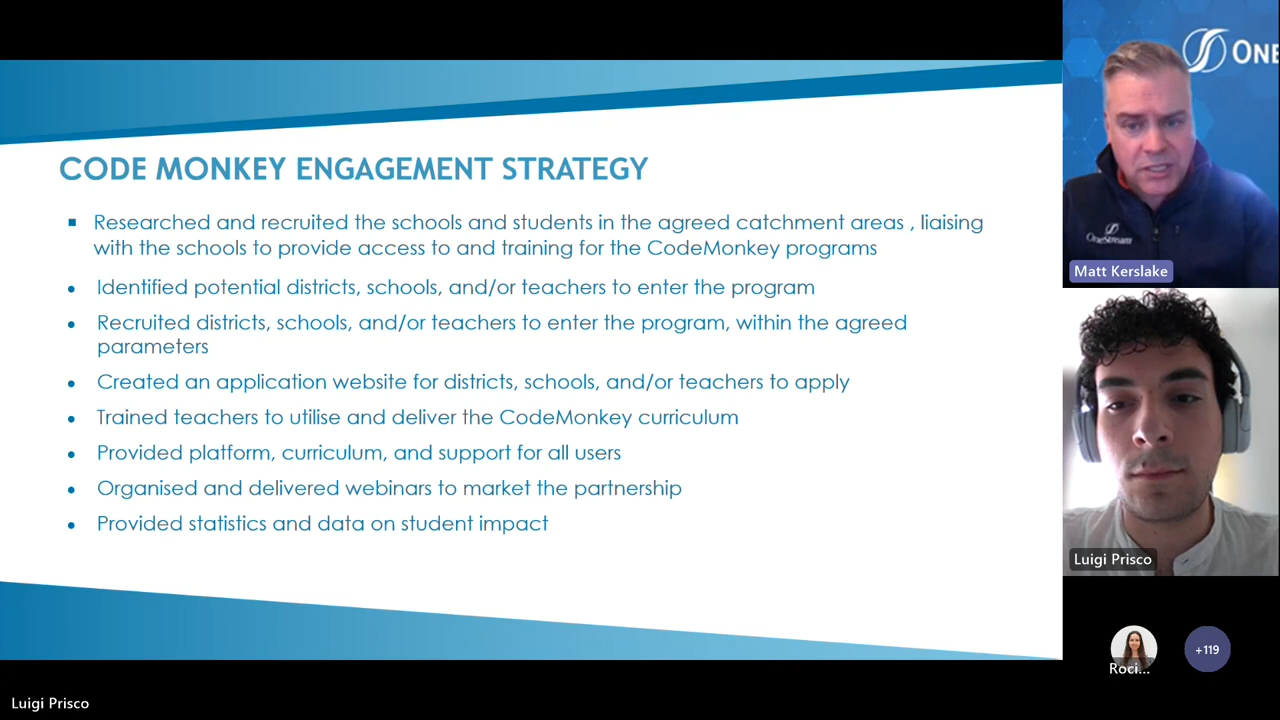 CODE MONKEY ENGAGEMENT STRATEGY
▪ Researched and recruited the schools and students in the agreed catchment areas , liaising
with the schools to provide access to and training for the CodeMonkey programs
• Identified potential districts, schools, and/or teachers to enter the program
• Recruited districts, schools, and/or teachers to enter the program, within the agreed
parameters
• Created an application website for districts, schools, and/or teachers to apply
• Trained teachers to utilise and deliver the CodeMonkey curriculum
• Provided platform, curriculum, and support for all users
• Organised and delivered webinars to market the partnership
• Provided statistics and data on student impact
ONE
OneStream
Matt Kerslake
Luigi Prisco
Roci...
+119
Luigi Prisco